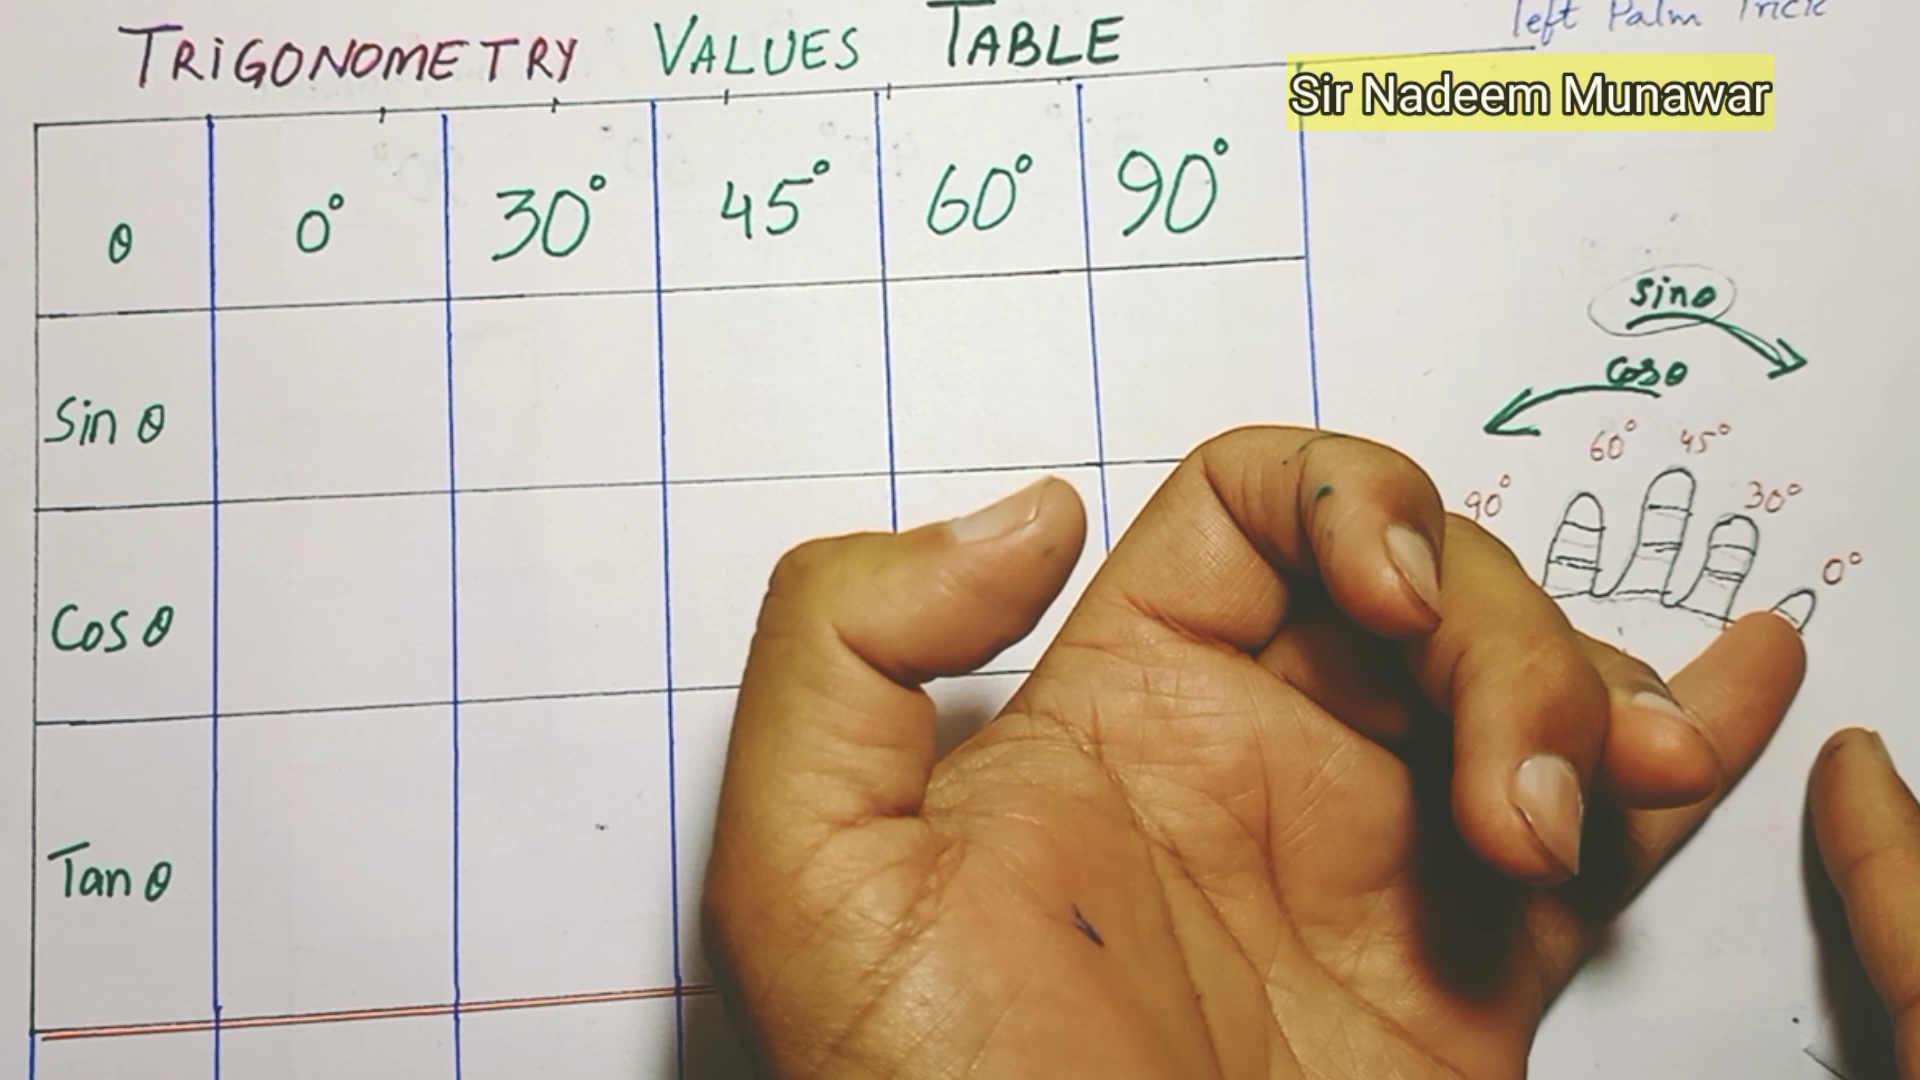 left Palm Trick
TRiGONOMETRY VALUES TABLE
Sir Nadeem Munawar
θ 0° 30° 45° 60° 90°
Sin θ
Cos θ
Tan θ
Sinθ
Cosθ
90° 60° 45° 30° 0°